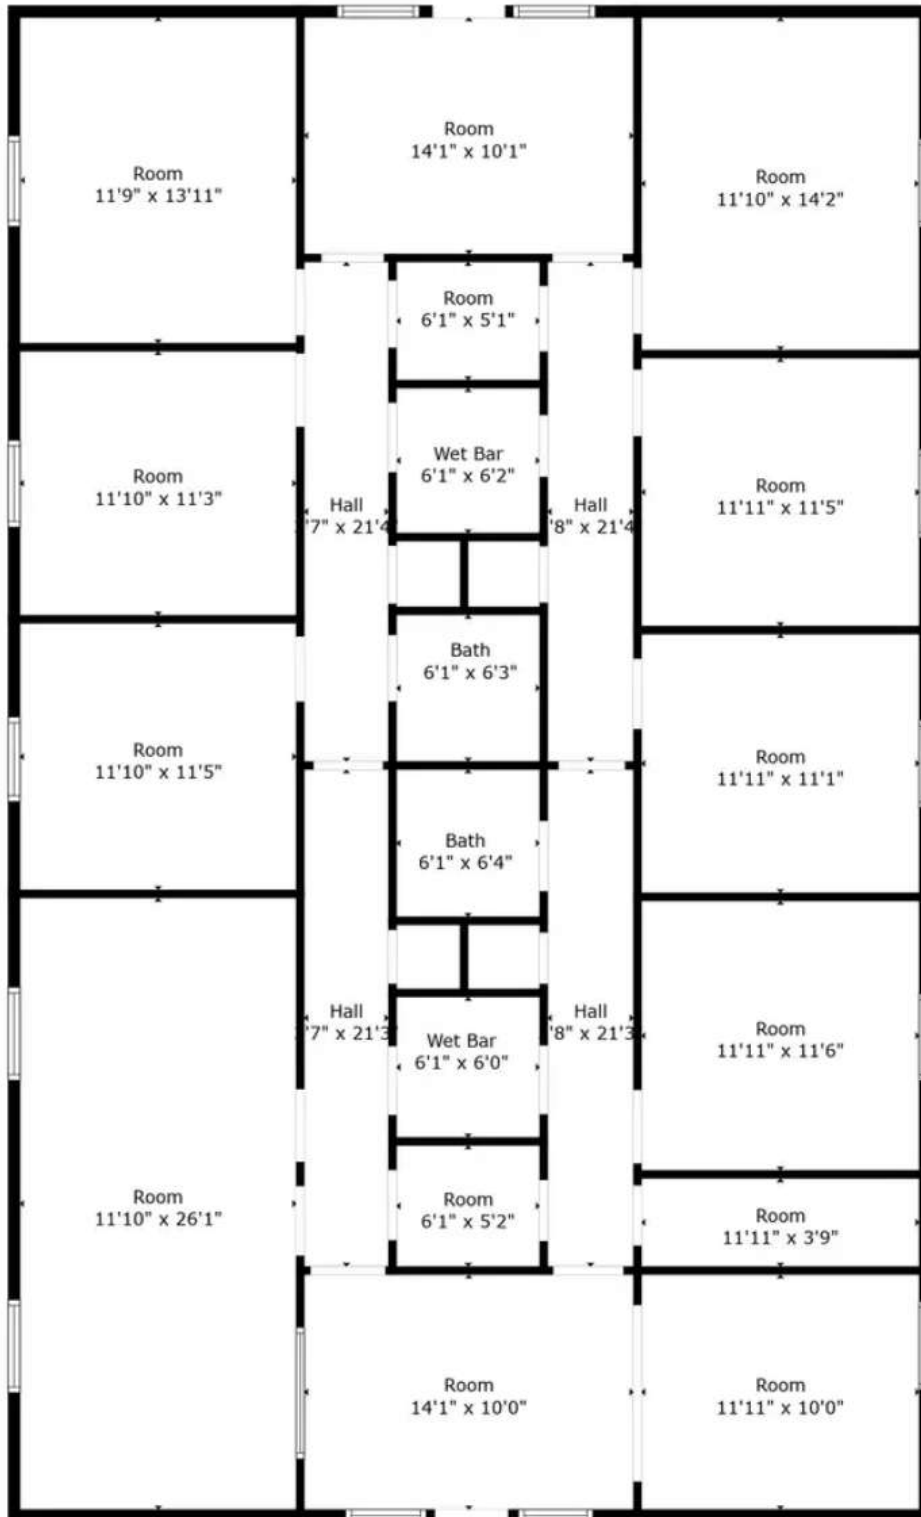 Room
14'1" x 10'1"
Room
11'9" x 13'11"
Room
11'10" x 14'2"
Room
6'1" x 5'1"
Wet Bar
6'1" x 6'2"
Room
11'10" x 11'3"
Room
11'11" x 11'5"
Hall
7" x 21'4
Hall
'8" x 21'4
Bath
6'1" x 6'3"
Room
11'10" x 11'5"
Room
11'11" x 11'1"
Bath
6'1" x 6'4"
Hall
7" x 21'3
Hall
'8" x 21'3
Room
11'11" x 11'6"
Wet Bar
6'1" x 6'0"
Room
11'10" x 26'1"
Room
6'1" x 5'2"
Room
11'11" x 3'9"
Room
14'1" x 10'0"
Room
11'11" x 10'0"